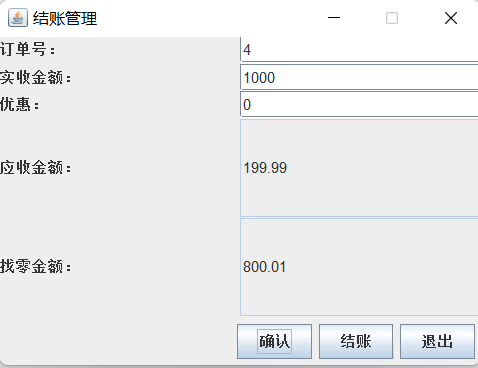 结账管理
订单号： 4
实收金额： 1000
优惠： 0
应收金额： 199.99
找零金额： 800.01
确认 结账 退出